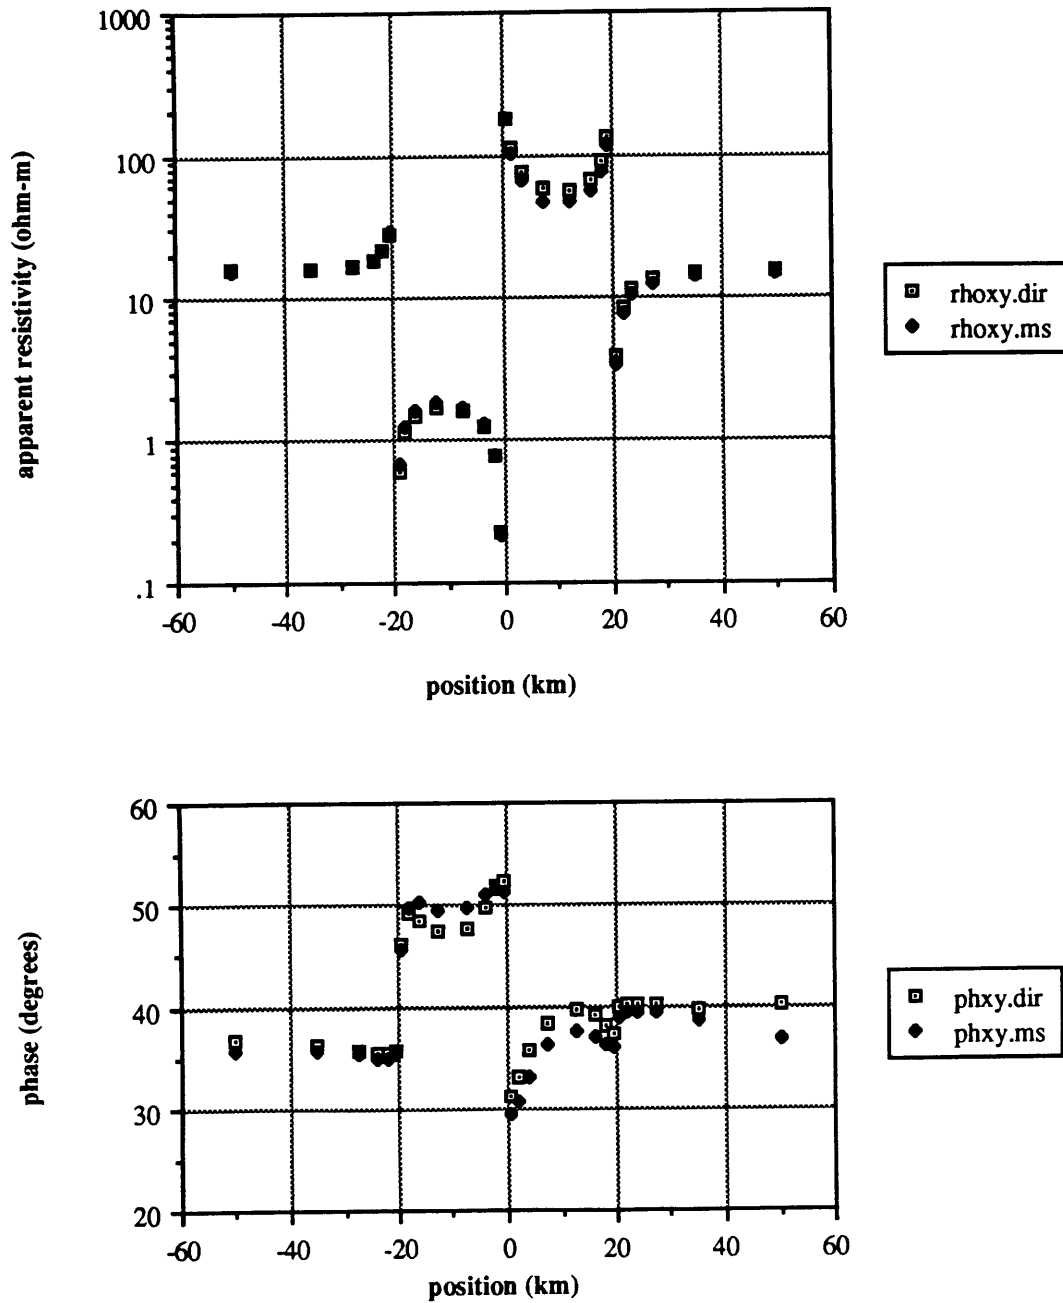 1000
100
10
1
.1
apparent resistivity (ohm-m)
-60 -40 -20 0 20 40 60
position (km)
rhoxy.dir
rhoxy.ms
60
50
40
30
20
phase (degrees)
-60 -40 -20 0 20 40 60
position (km)
phxy.dir
phxy.ms